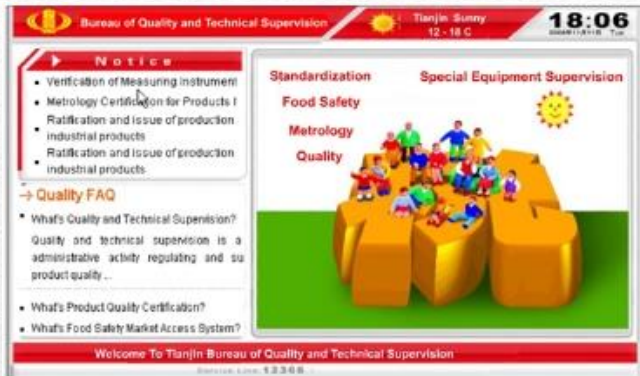 Bureau of Quality and Technical Supervision
Tianjin Sunny
12 - 18 C
18:06
Tue
Notice
Verification of Measuring Instrument
Metrology Certification for Products
Ratification and issue of production
industrial products
Ratification and issue of production
industrial products
Quality FAQ
What's Quality and Technical Supervision?
Quality and technical supervision is a
administrative activity regulating and su
product quality ...
What's Product Quality Certification?
What's Food Safety Market Access System?
Standardization
Special Equipment Supervision
Food Safety
Metrology
Quality
Welcome To Tianjin Bureau of Quality and Technical Supervision
Service Line: 12365